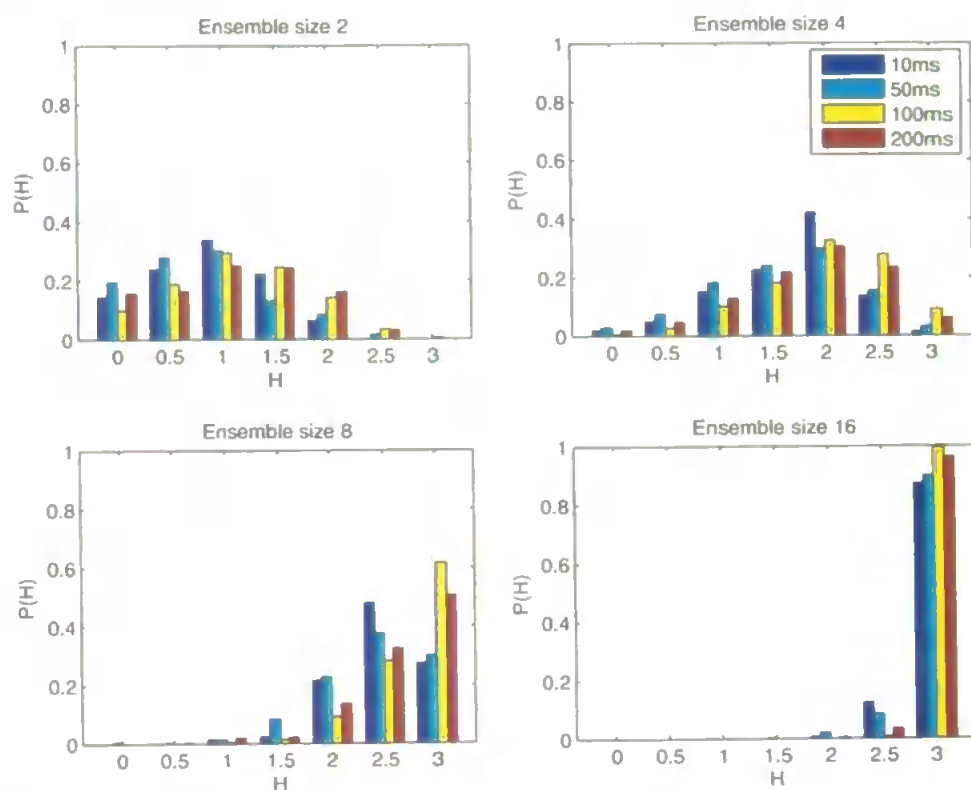 Ensemble size 2
1
0.8
0.6
0.4
0.2
0
P(H)
0 0.5 1 1.5 2 2.5 3
H
Ensemble size 4
1
0.8
0.6
0.4
0.2
0
P(H)
10ms
50ms
100ms
200ms
0 0.5 1 1.5 2 2.5 3
H
Ensemble size 8
1
0.8
0.6
0.4
0.2
0
P(H)
0 0.5 1 1.5 2 2.5 3
H
Ensemble size 16
1
0.8
0.6
0.4
0.2
0
P(H)
0 0.5 1 1.5 2 2.5 3
H